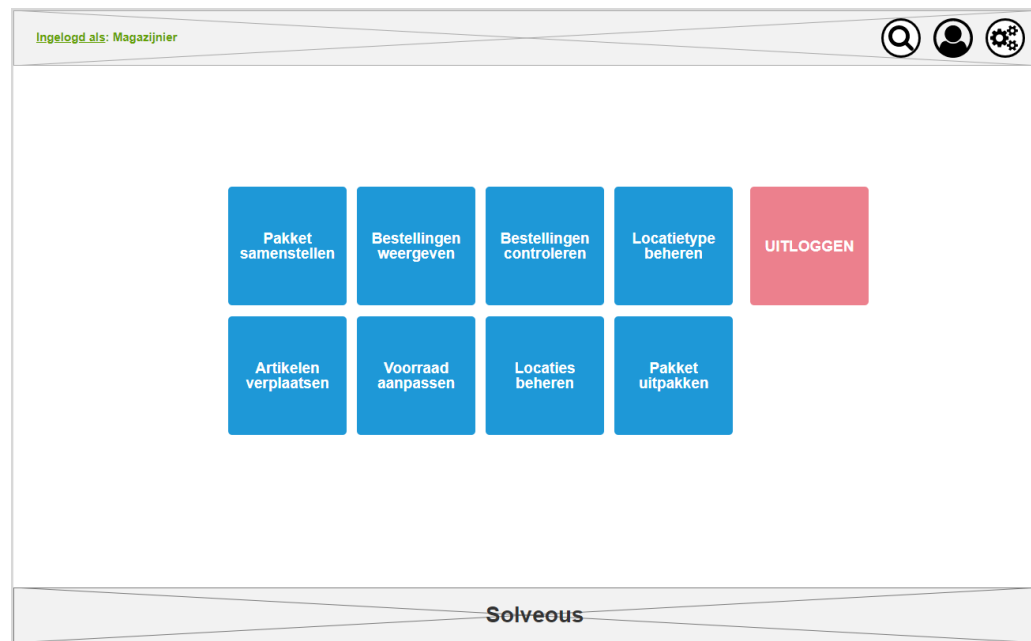 Ingelogd als: Magazijnier
Pakket
samenstellen
Bestellingen
weergeven
Bestellingen
controleren
Locatietype
beheren
UITLOGGEN
Artikelen
verplaatsen
Voorraad
aanpassen
Locaties
beheren
Pakket
uitpakken
Solveous